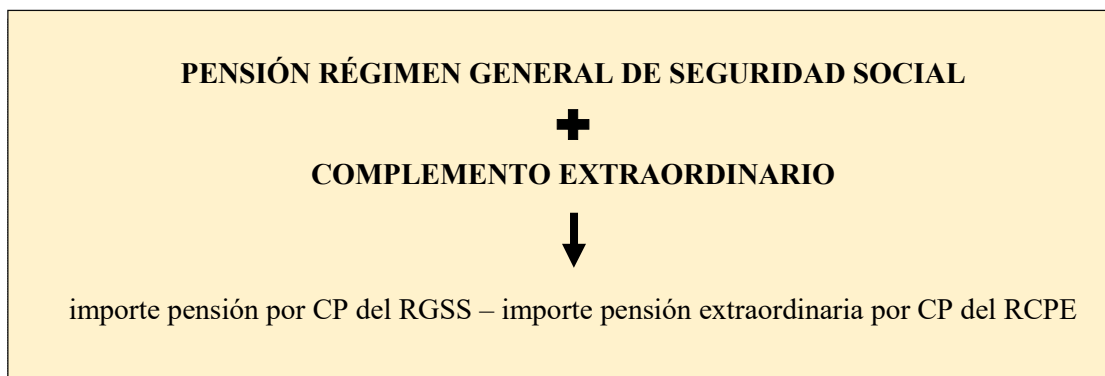 PENSIÓN RÉGIMEN GENERAL DE SEGURIDAD SOCIAL
COMPLEMENTO EXTRAORDINARIO
importe pensión por CP del RGSS – importe pensión extraordinaria por CP del RCPE